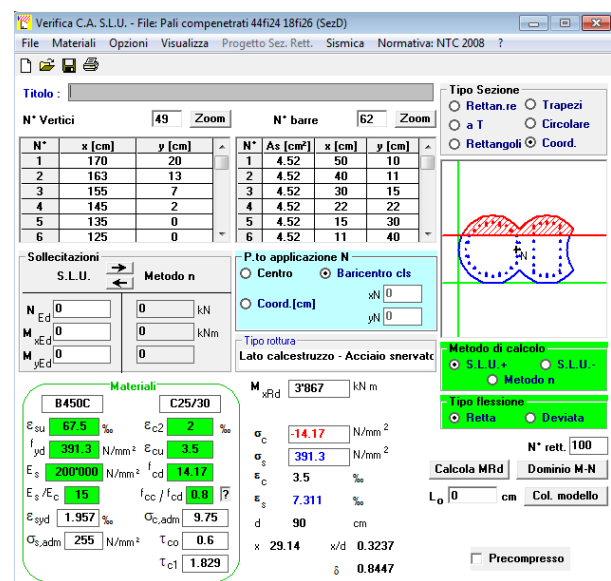 Verifica C.A. S.L.U. - File: Pali compenetrati 44fi24 18fi26 (SezD)
File Materiali Opzioni Visualizza Progetto Sez. Rett. Sismica Normativa: NTC 2008 ?
Titolo :
N° Vertici 49 Zoom N° barre 62 Zoom
N° x [cm] y [cm]
1 170 20
2 163 13
3 155 7
4 145 2
5 135 0
6 125 0
N° As [cm²] x [cm] y [cm]
1 4.52 50 10
2 4.52 40 11
3 4.52 30 15
4 4.52 22 22
5 4.52 15 30
6 4.52 11 40
Tipo Sezione
Rettan.re Trapezi
a T Circolare
Rettangoli Coord.
N
Sollecitazioni
S.L.U. Metodo n
N Ed 0 0 kN
M xEd 0 0 kNm
M yEd 0 0
P.to applicazione N
Centro Baricentro cls
Coord.[cm] xN 0
yN 0
Tipo rottura
Lato calcestruzzo - Acciaio snervato
Metodo di calcolo
S.L.U.+ S.L.U.-
Metodo n
Tipo flessione
Retta Deviata
N° rett. 100
Calcola MRd Dominio M-N
L₀ 0 cm Col. modello
Precompresso
Materiali
B450C C25/30
εsu 67.5 ‰ εc2 2 ‰
fyd 391.3 N/mm² εcu 3.5
Es 200'000 N/mm² fcd 14.17
Es/Ec 15 fcc / fcd 0.8 ?
εsyd 1.957 ‰ σc,adm 9.75
σs,adm 255 N/mm² τco 0.6
τc1 1.829
M xRd 3'867 kN m
σc -14.17 N/mm²
σs 391.3 N/mm²
εc 3.5 ‰
εs 7.311 ‰
d 90 cm
x 29.14 x/d 0.3237
δ 0.8447